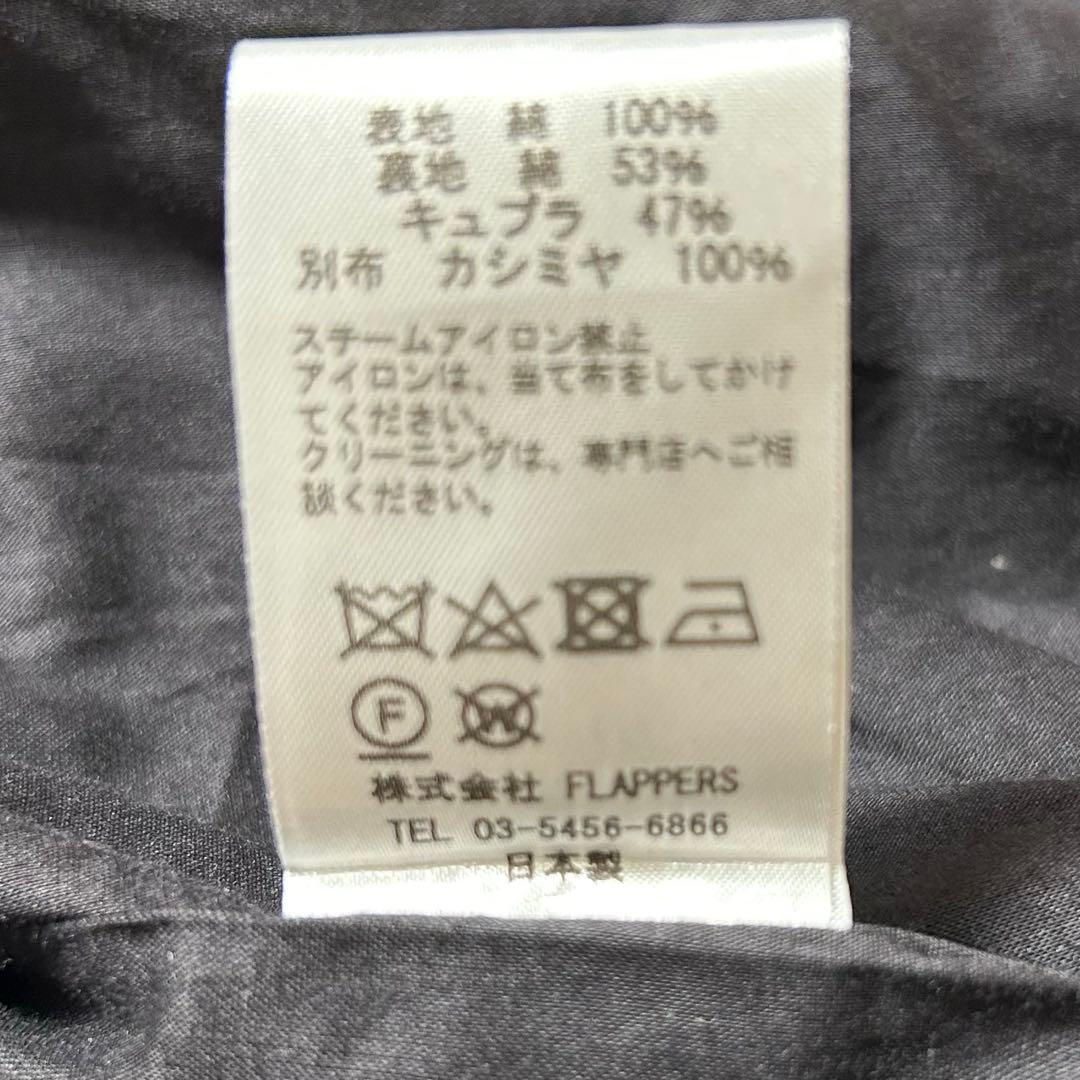 表地 綿 100%
裏地 綿 53%
キュプラ 47%
別布 カシミヤ 100%
スチームアイロン禁止
アイロンは、当て布をしてかけ
てください。
クリーニングは、専門店へご相
談ください。
F W
株式会社 FLAPPERS
TEL 03-5456-6866
日本製